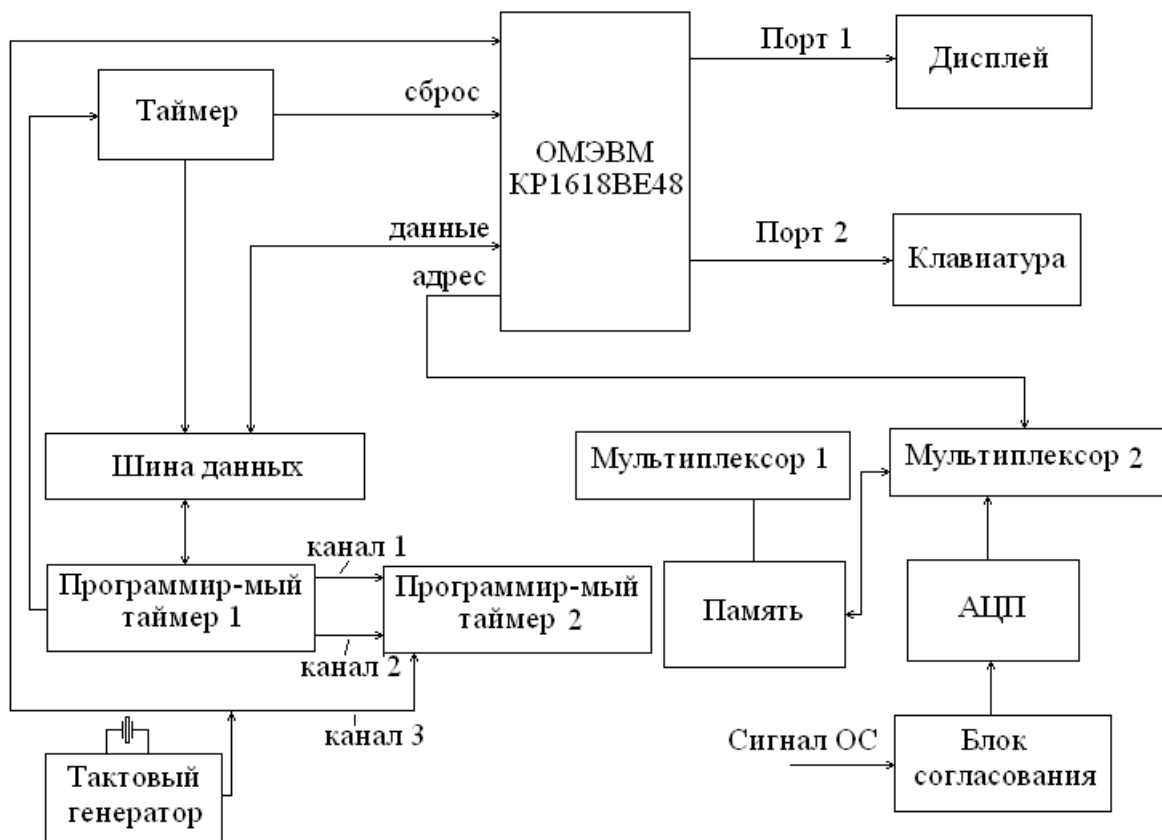 Порт 1
Дисплей
Таймер
сброс
ОМЭВМ
КР1618ВЕ48
данные
Порт 2
Клавиатура
адрес
Шина данных
Мультиплексор 1
Мультиплексор 2
канал 1
Программир-мый
таймер 1
Программир-мый
таймер 2
Память
АЦП
канал 2
канал 3
Сигнал ОС
Блок
согласования
Тактовый
генератор